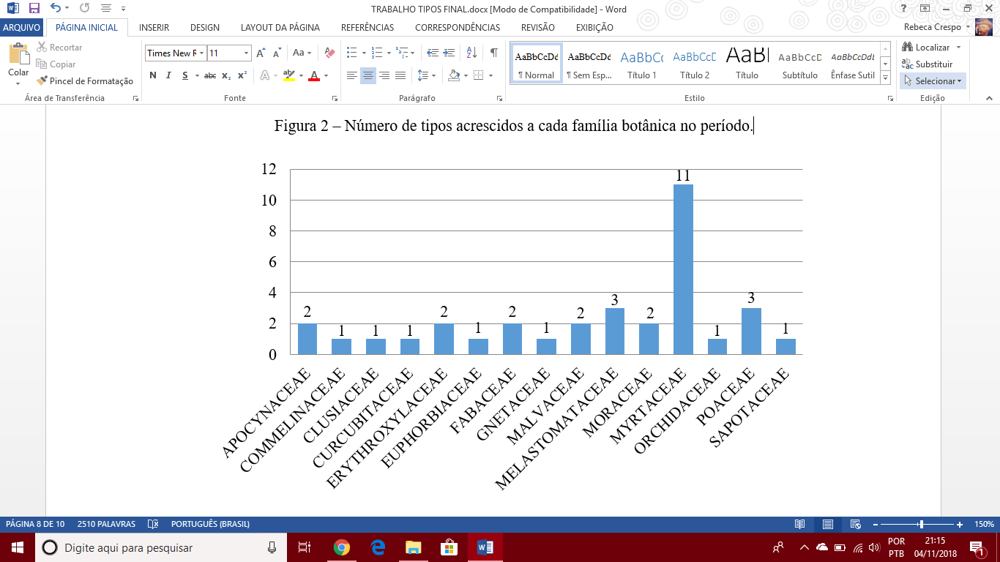 TRABALHO TIPOS FINAL.docx [Modo de Compatibilidade] - Word
ARQUIVO PÁGINA INICIAL INSERIR DESIGN LAYOUT DA PÁGINA REFERÊNCIAS CORRESPONDÊNCIAS REVISÃO EXIBIÇÃO Rebeca Crespo
Colar
Recortar
Copiar
Pincel de Formatação
Área de Transferência
Times New R 11
Aa
N I S abc x₂ x²
Fonte
Parágrafo
AaBbCcDd AaBbCcDd AaBbCc AaBbCcD AaB AaBbCcD AaBbCcDdE
¶ Normal ¶ Sem Esp... Título 1 Título 2 Título Subtítulo Ênfase Sutil
Estilo
Localizar
Substituir
Selecionar
Edição
Figura 2 – Número de tipos acrescidos a cada família botânica no período.
12
10
8
6
4
2
0
2 1 1 1 2 1 2 1 2 3 2 11 1 3 1
APOCYNACEAE
COMMELINACEAE
CLUSIACEAE
CURCUBITACEAE
ERYTHROXYLACEAE
EUPHORBIACEAE
FABACEAE
GNETACEAE
MALVACEAE
MELASTOMATACEAE
MORACEAE
MYRTACEAE
ORCHIDACEAE
POACEAE
SAPOTACEAE
PÁGINA 8 DE 10 2510 PALAVRAS PORTUGUÊS (BRASIL) 150%
Digite aqui para pesquisar
POR
PTB
21:15
04/11/2018
1